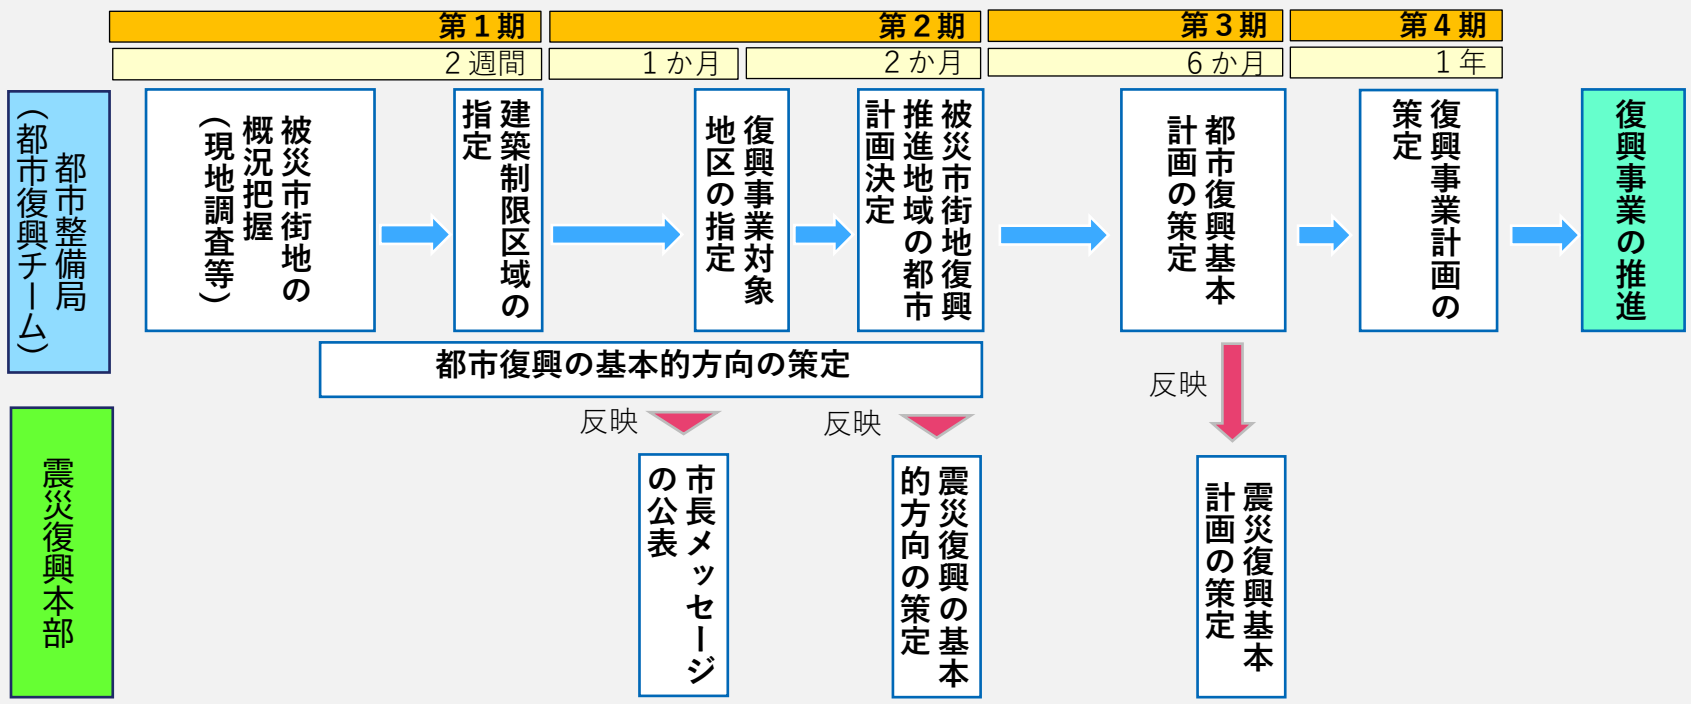 第１期
第２期
第３期
第４期
２週間
１か月
２か月
６か月
１年
都市整備局
（都市復興チーム）
被災市街地の
概況把握
（現地調査等）
建築制限区域の
指定
復興事業対象
地区の指定
被災市街地復興
推進地域の都市
計画決定
都市復興基本
計画の策定
復興事業計画の
策定
復興事業の推進
都市復興の基本的方向の策定
反映
反映
反映
震災復興本部
市長メッセージ
の公表
震災復興の基本
的方向の策定
震災復興基本
計画の策定